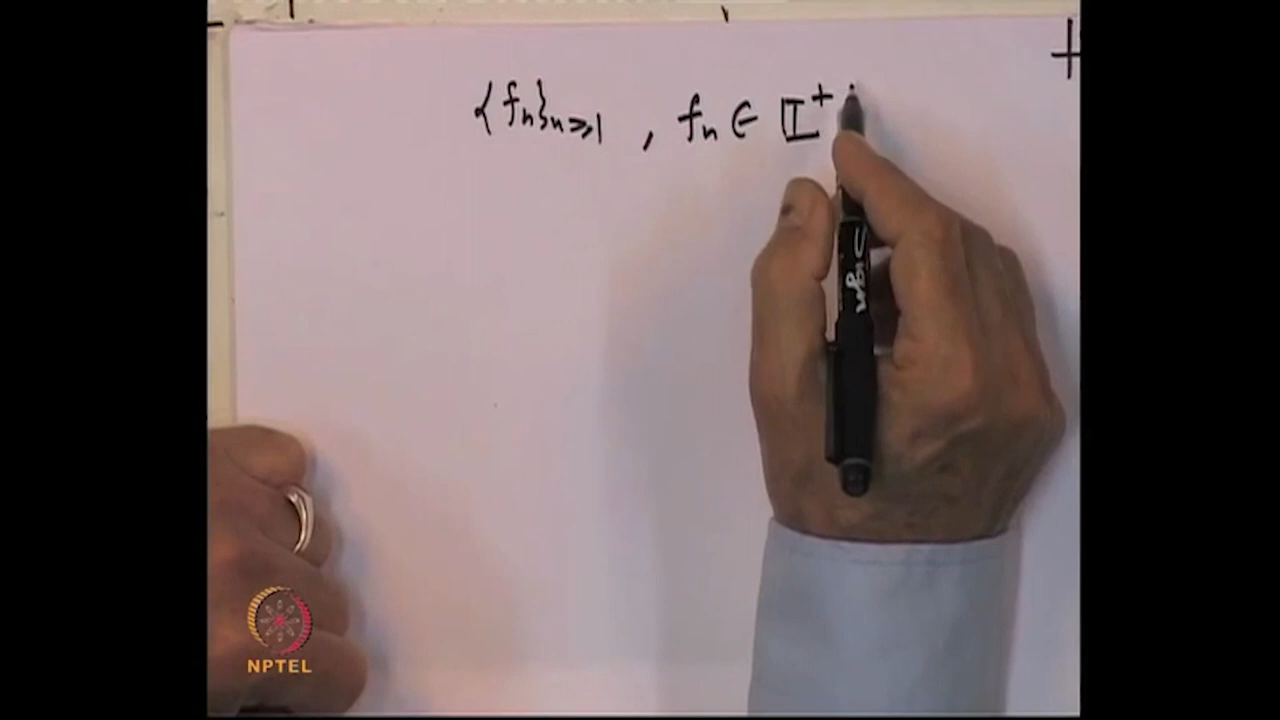 {fₙ}ₙ≥₁ , fₙ ∈ 𝕀⁺
NPTEL